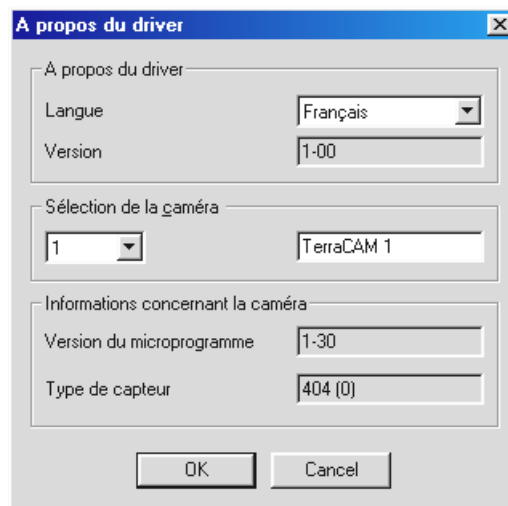 A propos du driver
A propos du driver
Langue Français
Version 1-00
Sélection de la caméra
1 TerraCAM 1
Informations concernant la caméra
Version du microprogramme 1-30
Type de capteur 404 (0)
OK Cancel